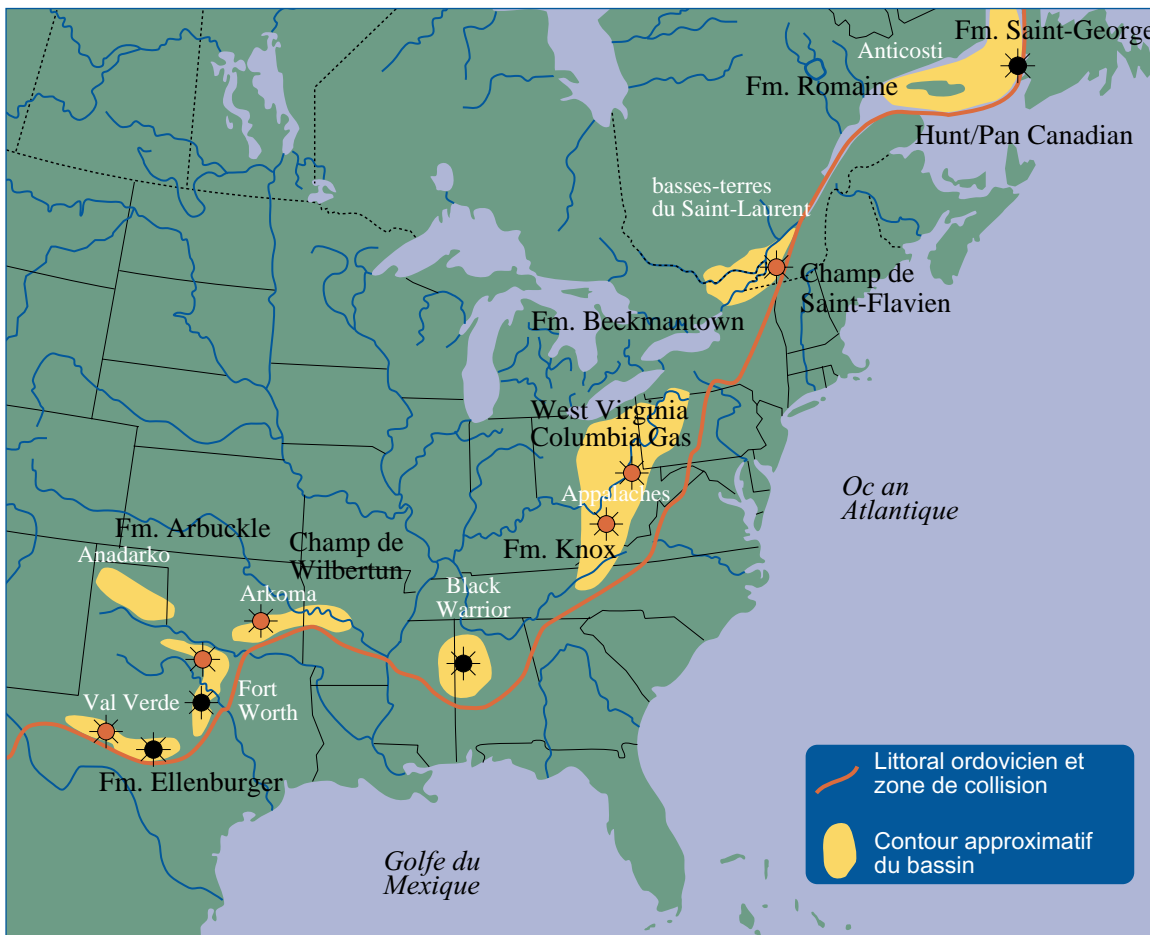 Fm. Saint-George
Anticosti
Fm. Romaine
Hunt/Pan Canadian
basses-terres
du Saint-Laurent
Champ de
Saint-Flavien
Fm. Beekmantown
West Virginia
Columbia Gas
Appalaches
Oc an
Atlantique
Fm. Knox
Fm. Arbuckle
Anadarko
Champ de
Wilbertun
Arkoma
Black
Warrior
Val Verde
Fort
Worth
Fm. Ellenburger
Golfe du
Mexique
Littoral ordovicien et
zone de collision
Contour approximatif
du bassin